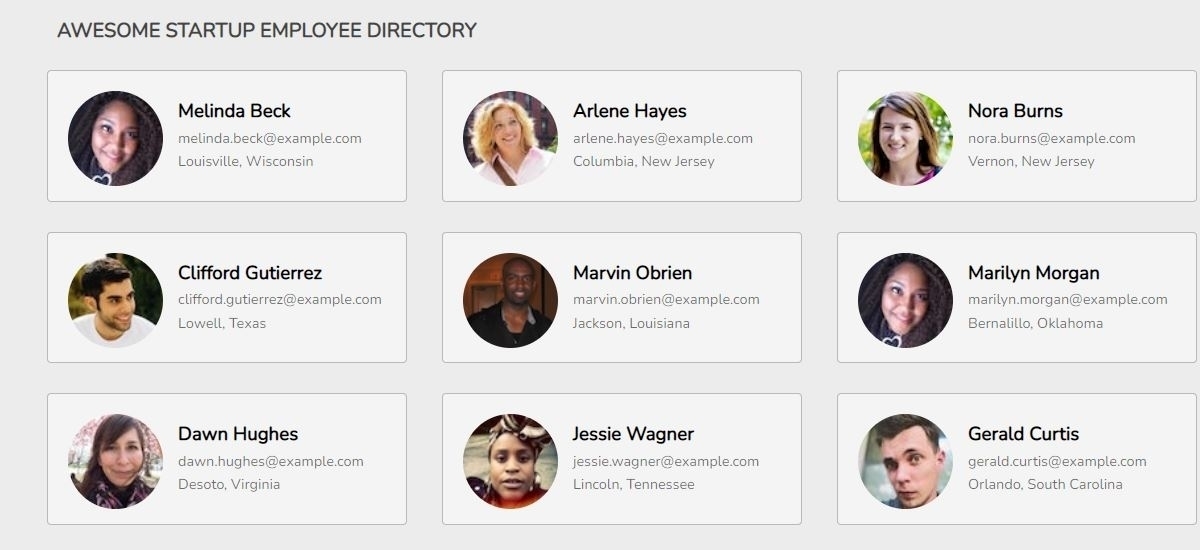 AWESOME STARTUP EMPLOYEE DIRECTORY
Melinda Beck
melinda.beck@example.com
Louisville, Wisconsin
Arlene Hayes
arlene.hayes@example.com
Columbia, New Jersey
Nora Burns
nora.burns@example.com
Vernon, New Jersey
Clifford Gutierrez
clifford.gutierrez@example.com
Lowell, Texas
Marvin Obrien
marvin.obrien@example.com
Jackson, Louisiana
Marilyn Morgan
marilyn.morgan@example.com
Bernalillo, Oklahoma
Dawn Hughes
dawn.hughes@example.com
Desoto, Virginia
Jessie Wagner
jessie.wagner@example.com
Lincoln, Tennessee
Gerald Curtis
gerald.curtis@example.com
Orlando, South Carolina